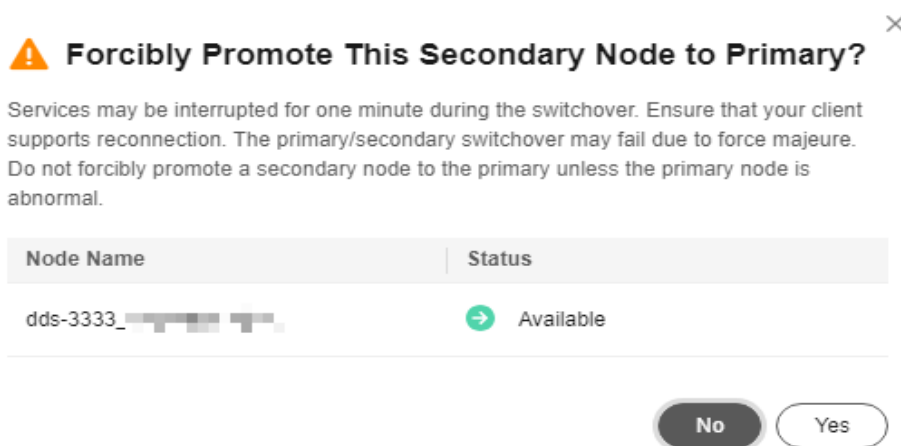 Forcibly Promote This Secondary Node to Primary?
Services may be interrupted for one minute during the switchover. Ensure that your client
supports reconnection. The primary/secondary switchover may fail due to force majeure.
Do not forcibly promote a secondary node to the primary unless the primary node is
abnormal.
Node Name Status
dds-3333_ Available
No Yes